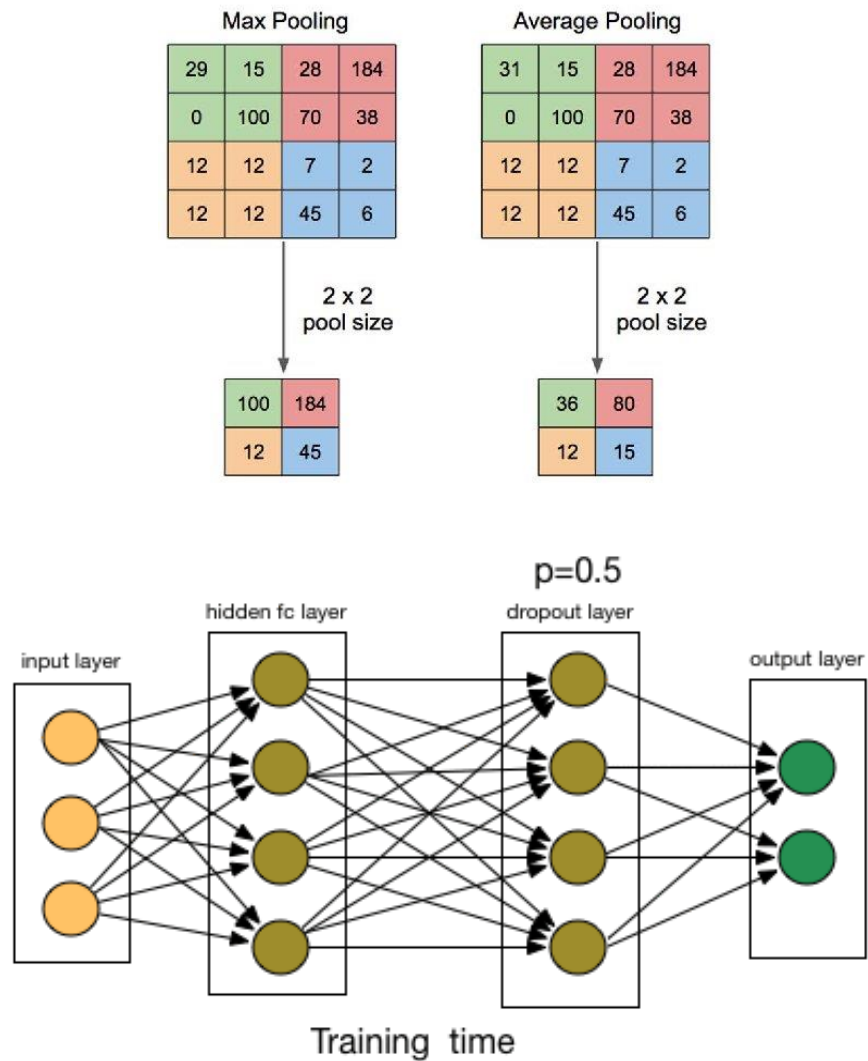 Max Pooling
29 15 28 184
0 100 70 38
12 12 7 2
12 12 45 6
2 x 2
pool size
100 184
12 45
Average Pooling
31 15 28 184
0 100 70 38
12 12 7 2
12 12 45 6
2 x 2
pool size
36 80
12 15
p=0.5
input layer
hidden fc layer
dropout layer
output layer
Training time